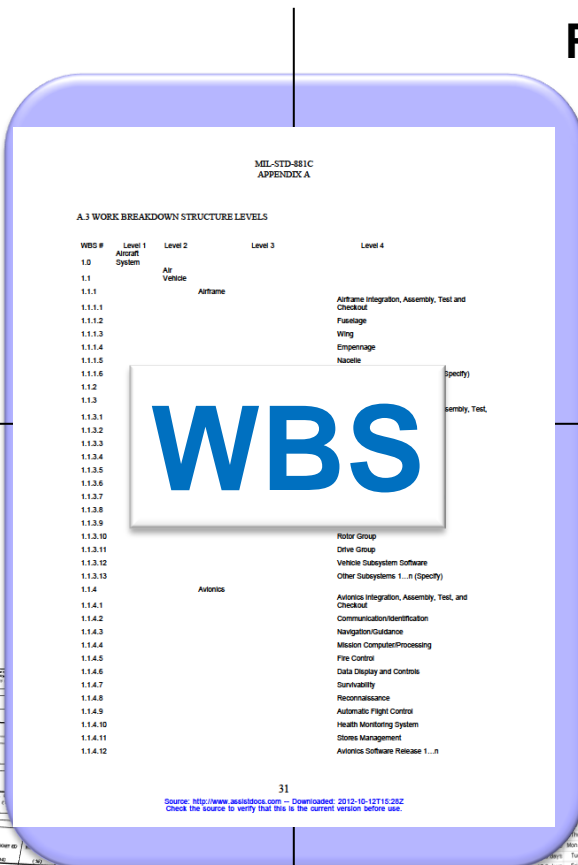 MIL-STD-881C
APPENDIX A
A.3 WORK BREAKDOWN STRUCTURE LEVELS
WBS # Level 1 Level 2 Level 3 Level 4
1.0 Aircraft System
1.1 Air Vehicle
1.1.1 Airframe
1.1.1.1 Airframe Integration, Assembly, Test and
Checkout
1.1.1.2 Fuselage
1.1.1.3 Wing
1.1.1.4 Empennage
1.1.1.5 Nacelle
1.1.1.6 Specify)
1.1.2
1.1.3
1.1.3.1 Test,
1.1.3.2
1.1.3.3
1.1.3.4
1.1.3.5
1.1.3.6
1.1.3.7
1.1.3.8
1.1.3.9
WBS
1.1.3.10 Rotor Group
1.1.3.11 Drive Group
1.1.3.12 Vehicle Subsystem Software
1.1.3.13 Other Subsystems 1...n (Specify)
1.1.4 Avionics
1.1.4.1 Avionics Integration, Assembly, Test, and
Checkout
1.1.4.2 Communication/Identification
1.1.4.3 Navigation/Guidance
1.1.4.4 Mission Computer/Processing
1.1.4.5 Fire Control
1.1.4.6 Data Display and Controls
1.1.4.7 Survivability
1.1.4.8 Reconnaissance
1.1.4.9 Automatic Flight Control
1.1.4.10 Health Monitoring System
1.1.4.11 Stores Management
1.1.4.12 Avionics Software Release 1...n
31
Source: http://www.assistdocs.com -- Downloaded: 2012-10-12T15:28Z
Check the source to verify that this is the current version before use.